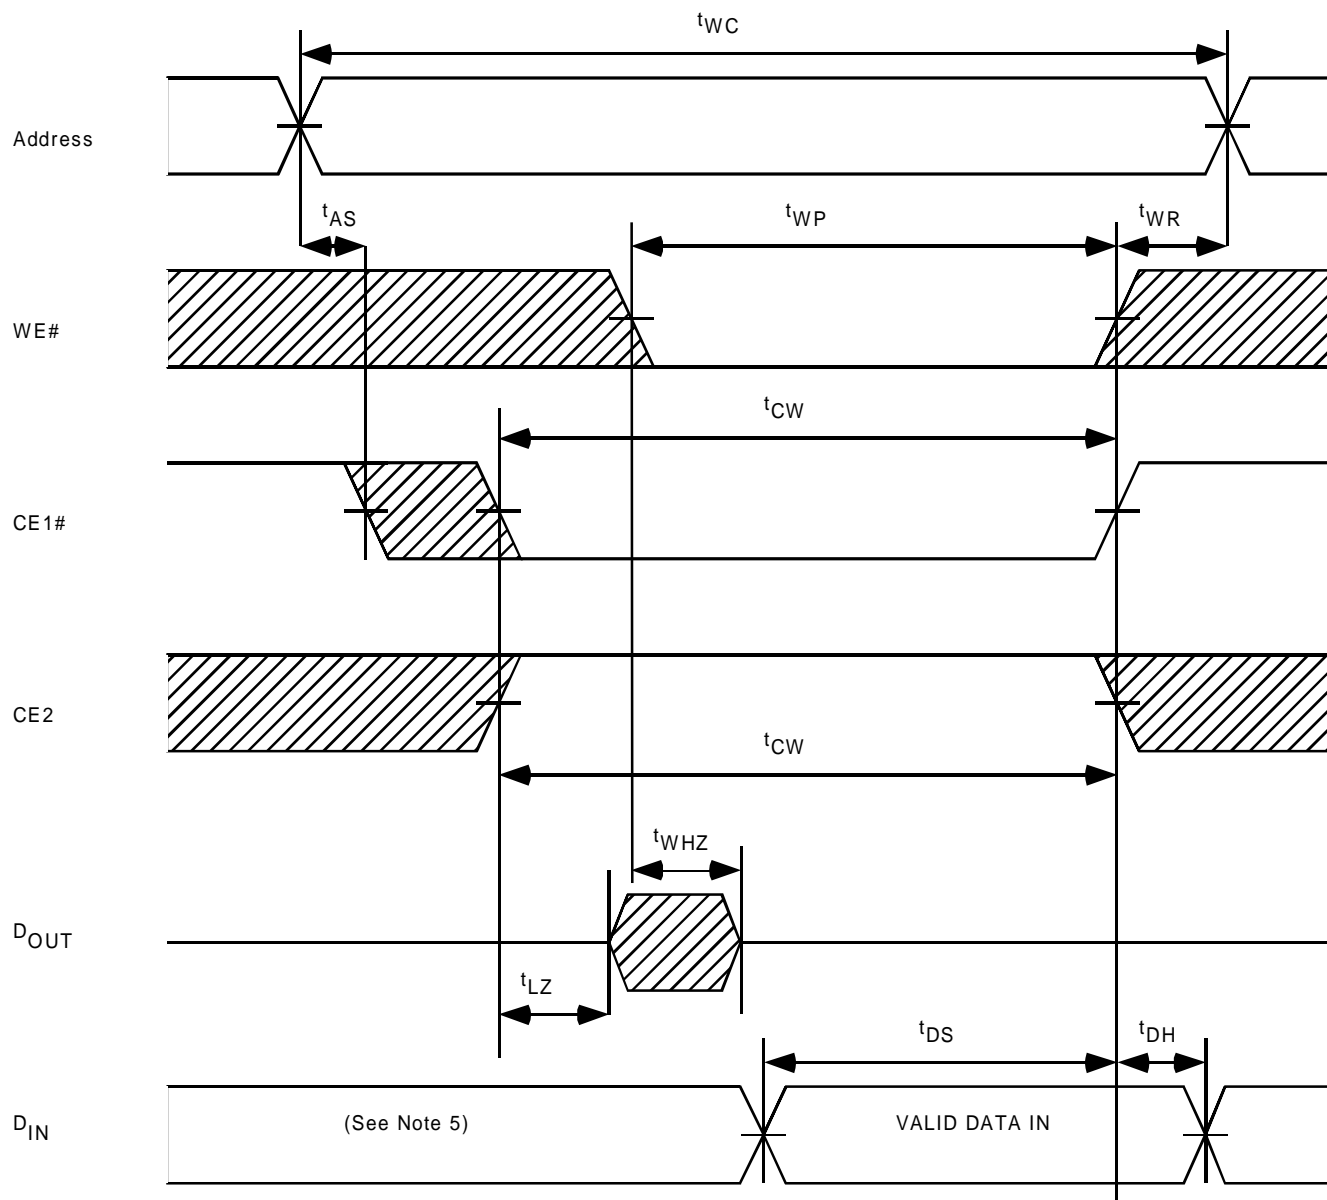 tWC
Address
tAS
tWP
tWR
WE#
tCW
CE1#
CE2
tCW
tWHZ
DOUT
tLZ
tDS
tDH
DIN
(See Note 5)
VALID DATA IN